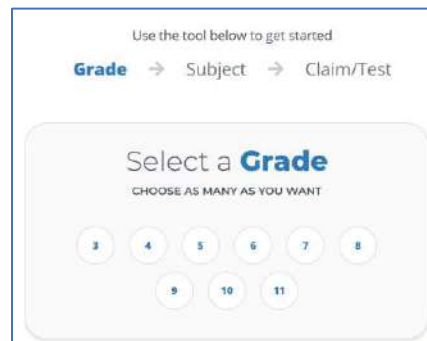 Use the tool below to get started
Grade → Subject → Claim/Test
Select a Grade
CHOOSE AS MANY AS YOU WANT
3 4 5 6 7 8
9 10 11